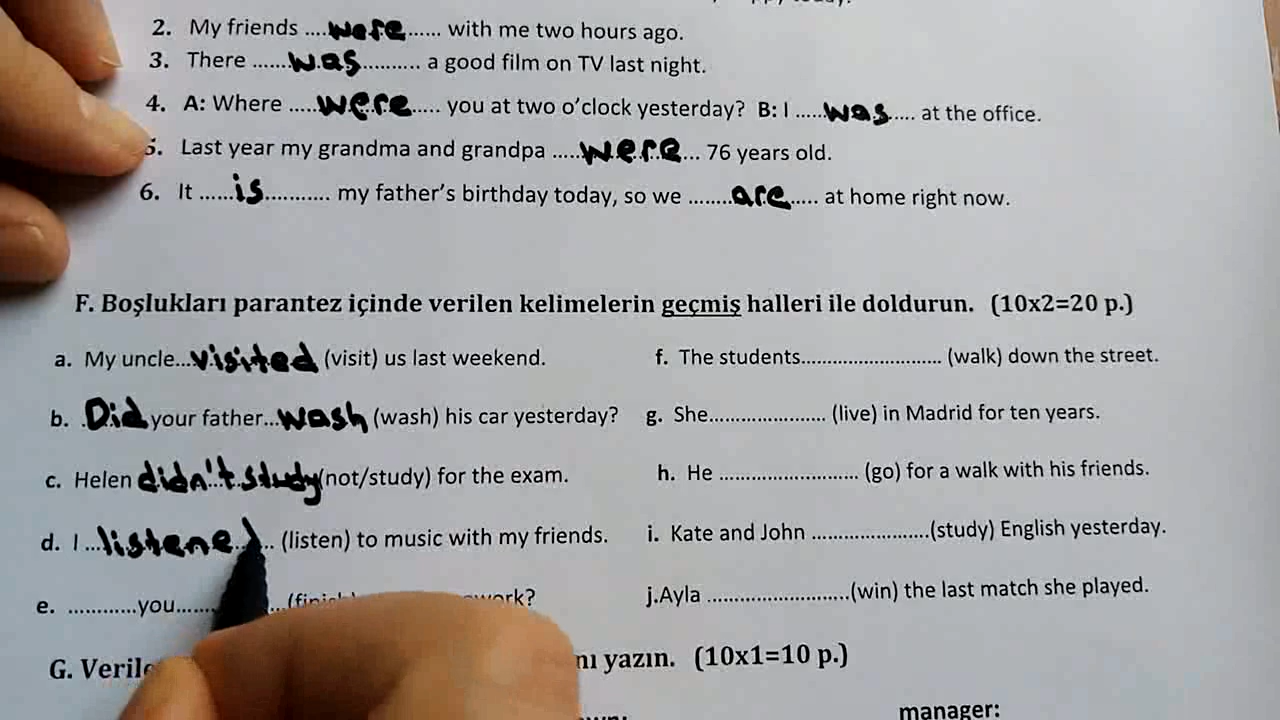 2. My friends ....were...... with me two hours ago.
3. There ......was.......... a good film on TV last night.
4. A: Where .....were..... you at two o'clock yesterday? B: I .....was..... at the office.
5. Last year my grandma and grandpa .....were... 76 years old.
6. It ......is........... my father's birthday today, so we ........are..... at home right now.
F. Boşlukları parantez içinde verilen kelimelerin geçmiş halleri ile doldurun. (10x2=20 p.)
a. My uncle...visited (visit) us last weekend.
b. .Did your father...wash (wash) his car yesterday?
c. Helen didn't study(not/study) for the exam.
d. I ...listened... (listen) to music with my friends.
e. ............you......
f. The students............................ (walk) down the street.
g. She........................ (live) in Madrid for ten years.
h. He ............................ (go) for a walk with his friends.
i. Kate and John ........................(study) English yesterday.
j.Ayla .............................(win) the last match she played.
G. yazın. (10x1=10 p.)
manager: